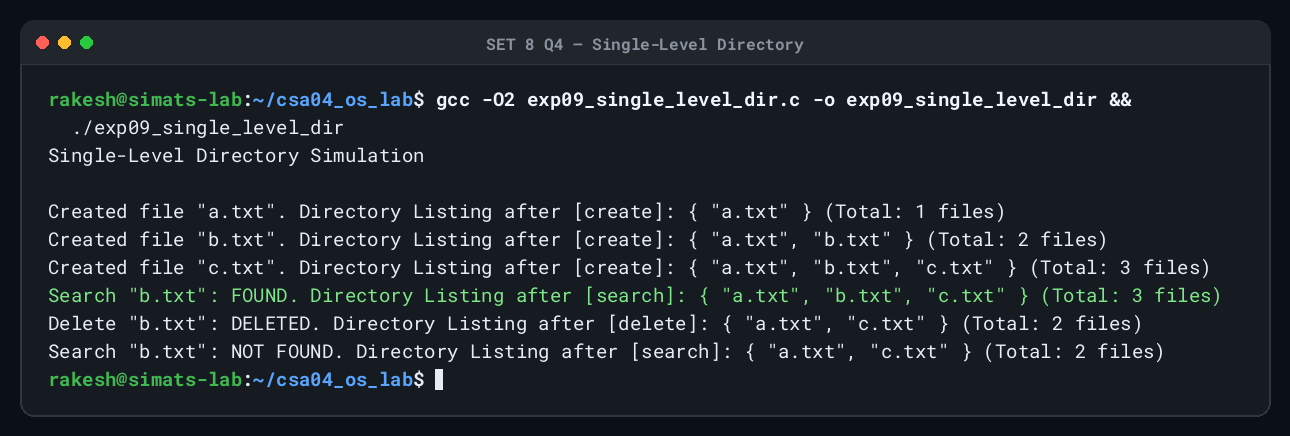 SET 8 Q4 – Single-Level Directory
rakesh@simats-lab:~/csa04_os_lab$ gcc -O2 exp09_single_level_dir.c -o exp09_single_level_dir &&
./exp09_single_level_dir
Single-Level Directory Simulation
Created file "a.txt". Directory Listing after [create]: { "a.txt" } (Total: 1 files)
Created file "b.txt". Directory Listing after [create]: { "a.txt", "b.txt" } (Total: 2 files)
Created file "c.txt". Directory Listing after [create]: { "a.txt", "b.txt", "c.txt" } (Total: 3 files)
Search "b.txt": FOUND. Directory Listing after [search]: { "a.txt", "b.txt", "c.txt" } (Total: 3 files)
Delete "b.txt": DELETED. Directory Listing after [delete]: { "a.txt", "c.txt" } (Total: 2 files)
Search "b.txt": NOT FOUND. Directory Listing after [search]: { "a.txt", "c.txt" } (Total: 2 files)
rakesh@simats-lab:~/csa04_os_lab$